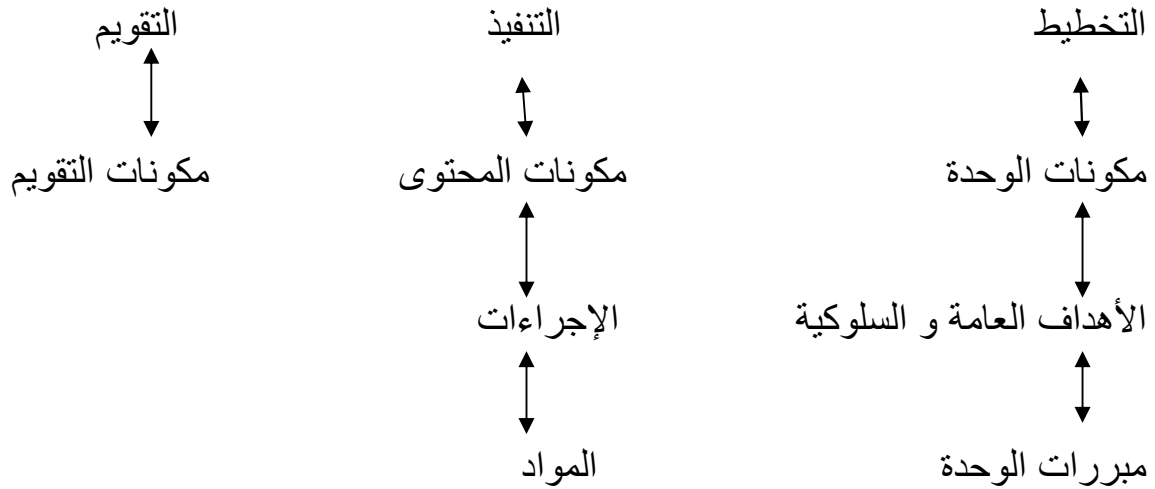 التخطيط التنفيذ التقويم
مكونات الوحدة مكونات المحتوى مكونات التقويم
الأهداف العامة و السلوكية الإجراءات
مبررات الوحدة المواد